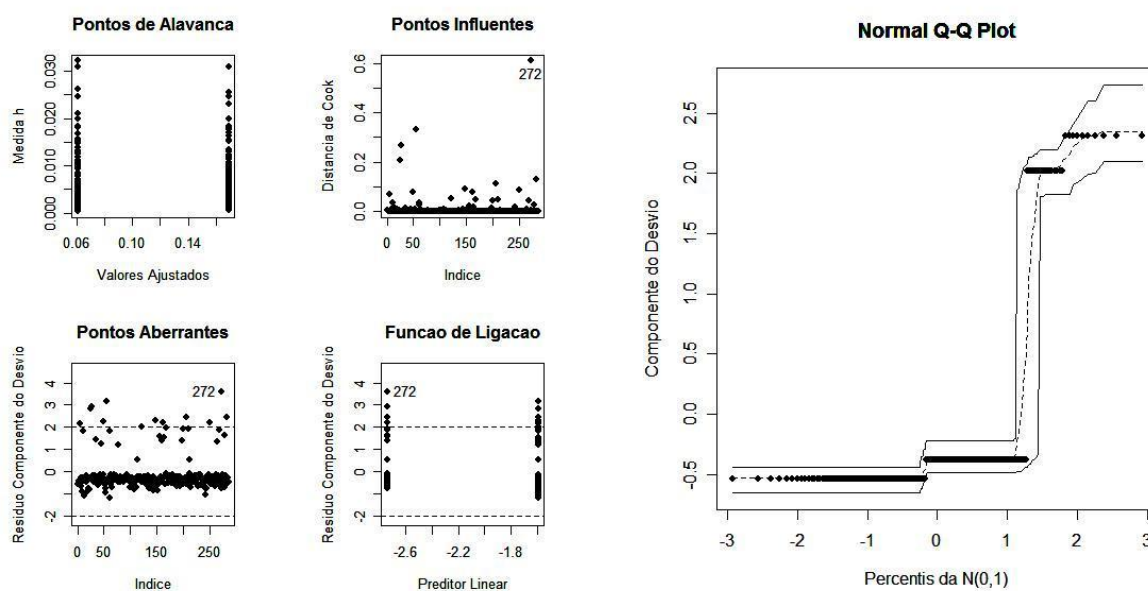 Pontos de Alavanca
Medida h
0.000 0.010 0.020 0.030
0.06 0.10 0.14
Valores Ajustados
Pontos Influentes
Distancia de Cook
0.0 0.2 0.4 0.6
272
0 50 150 250
Indice
Pontos Aberrantes
Residuo Componente do Desvio
-2 0 1 2 3 4
272
0 50 150 250
Indice
Funcao de Ligacao
Residuo Componente do Desvio
-2 0 1 2 3 4
272
-2.6 -2.2 -1.8
Preditor Linear
Normal Q-Q Plot
Componente do Desvio
-0.5 0.0 0.5 1.0 1.5 2.0 2.5
-3 -2 -1 0 1 2 3
Percentis da N(0,1)